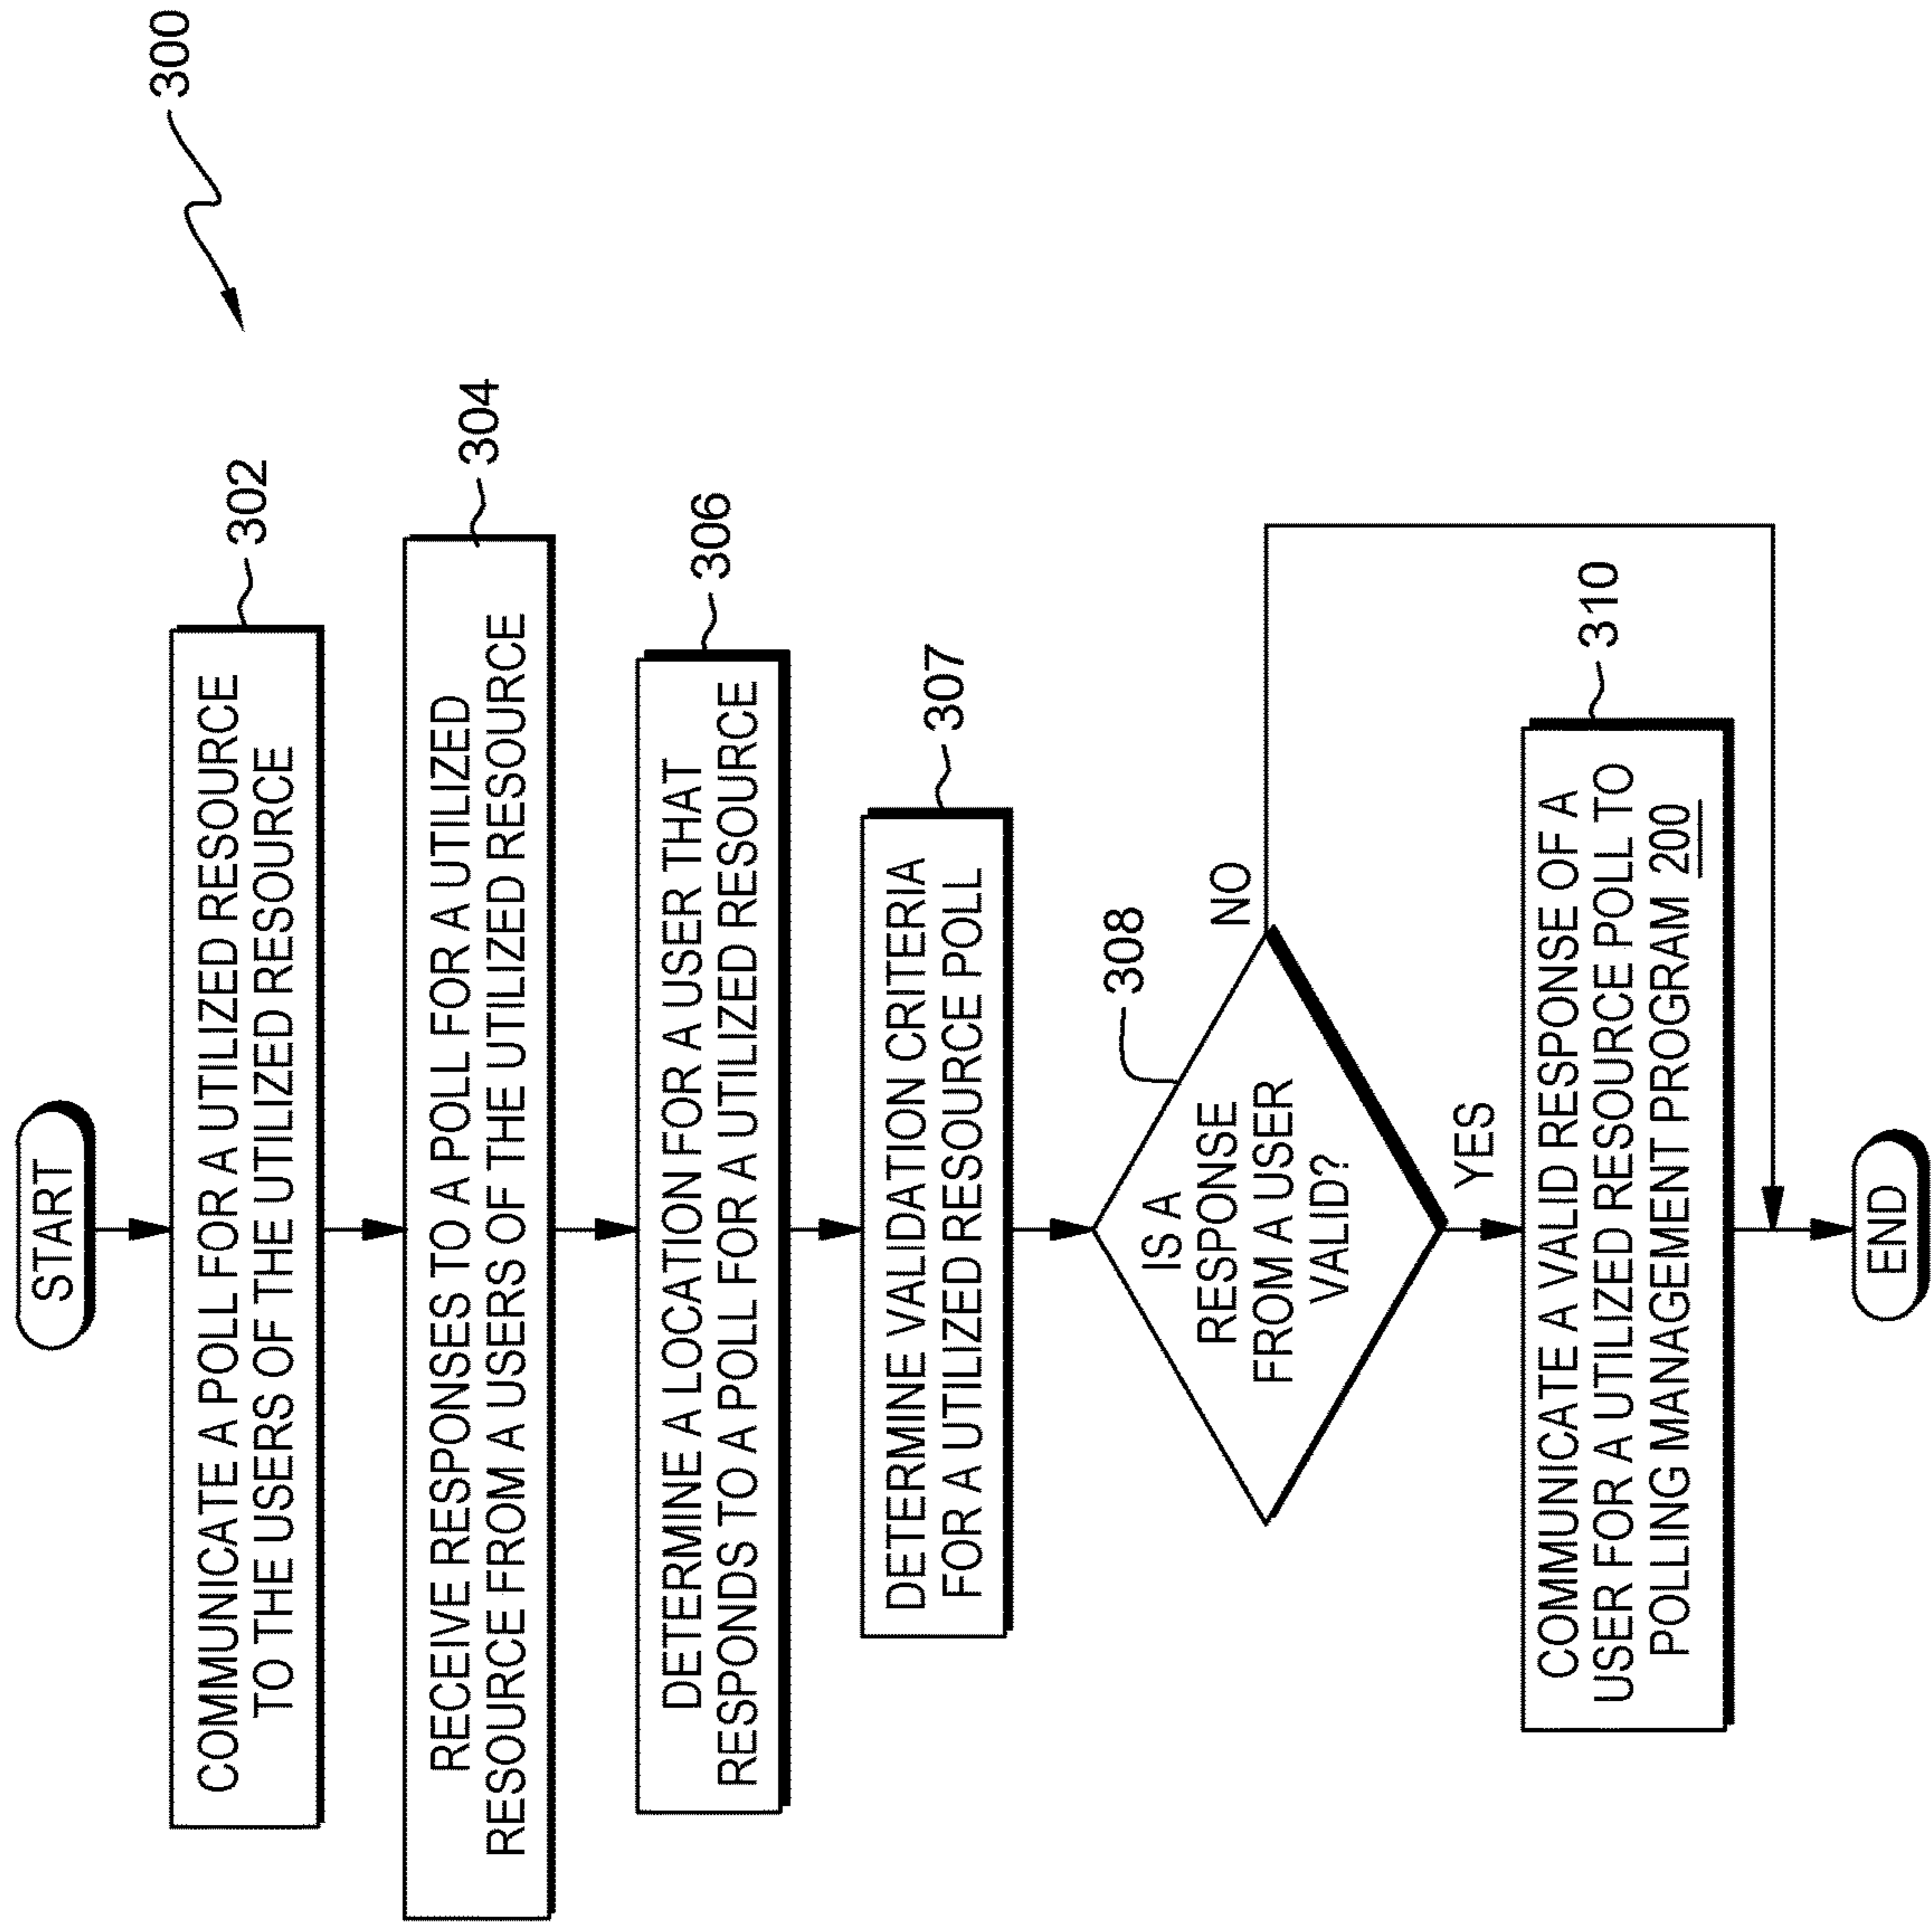 300
START
COMMUNICATE A POLL FOR A UTILIZED RESOURCE
TO THE USERS OF THE UTILIZED RESOURCE
302
RECEIVE RESPONSES TO A POLL FOR A UTILIZED
RESOURCE FROM A USERS OF THE UTILIZED RESOURCE
304
DETERMINE A LOCATION FOR A USER THAT
RESPONDS TO A POLL FOR A UTILIZED RESOURCE
306
DETERMINE VALIDATION CRITERIA
FOR A UTILIZED RESOURCE POLL
307
308
IS A
RESPONSE
FROM A USER
VALID?
NO
YES
COMMUNICATE A VALID RESPONSE OF A
USER FOR A UTILIZED RESOURCE POLL TO
POLLING MANAGEMENT PROGRAM 200
310
END